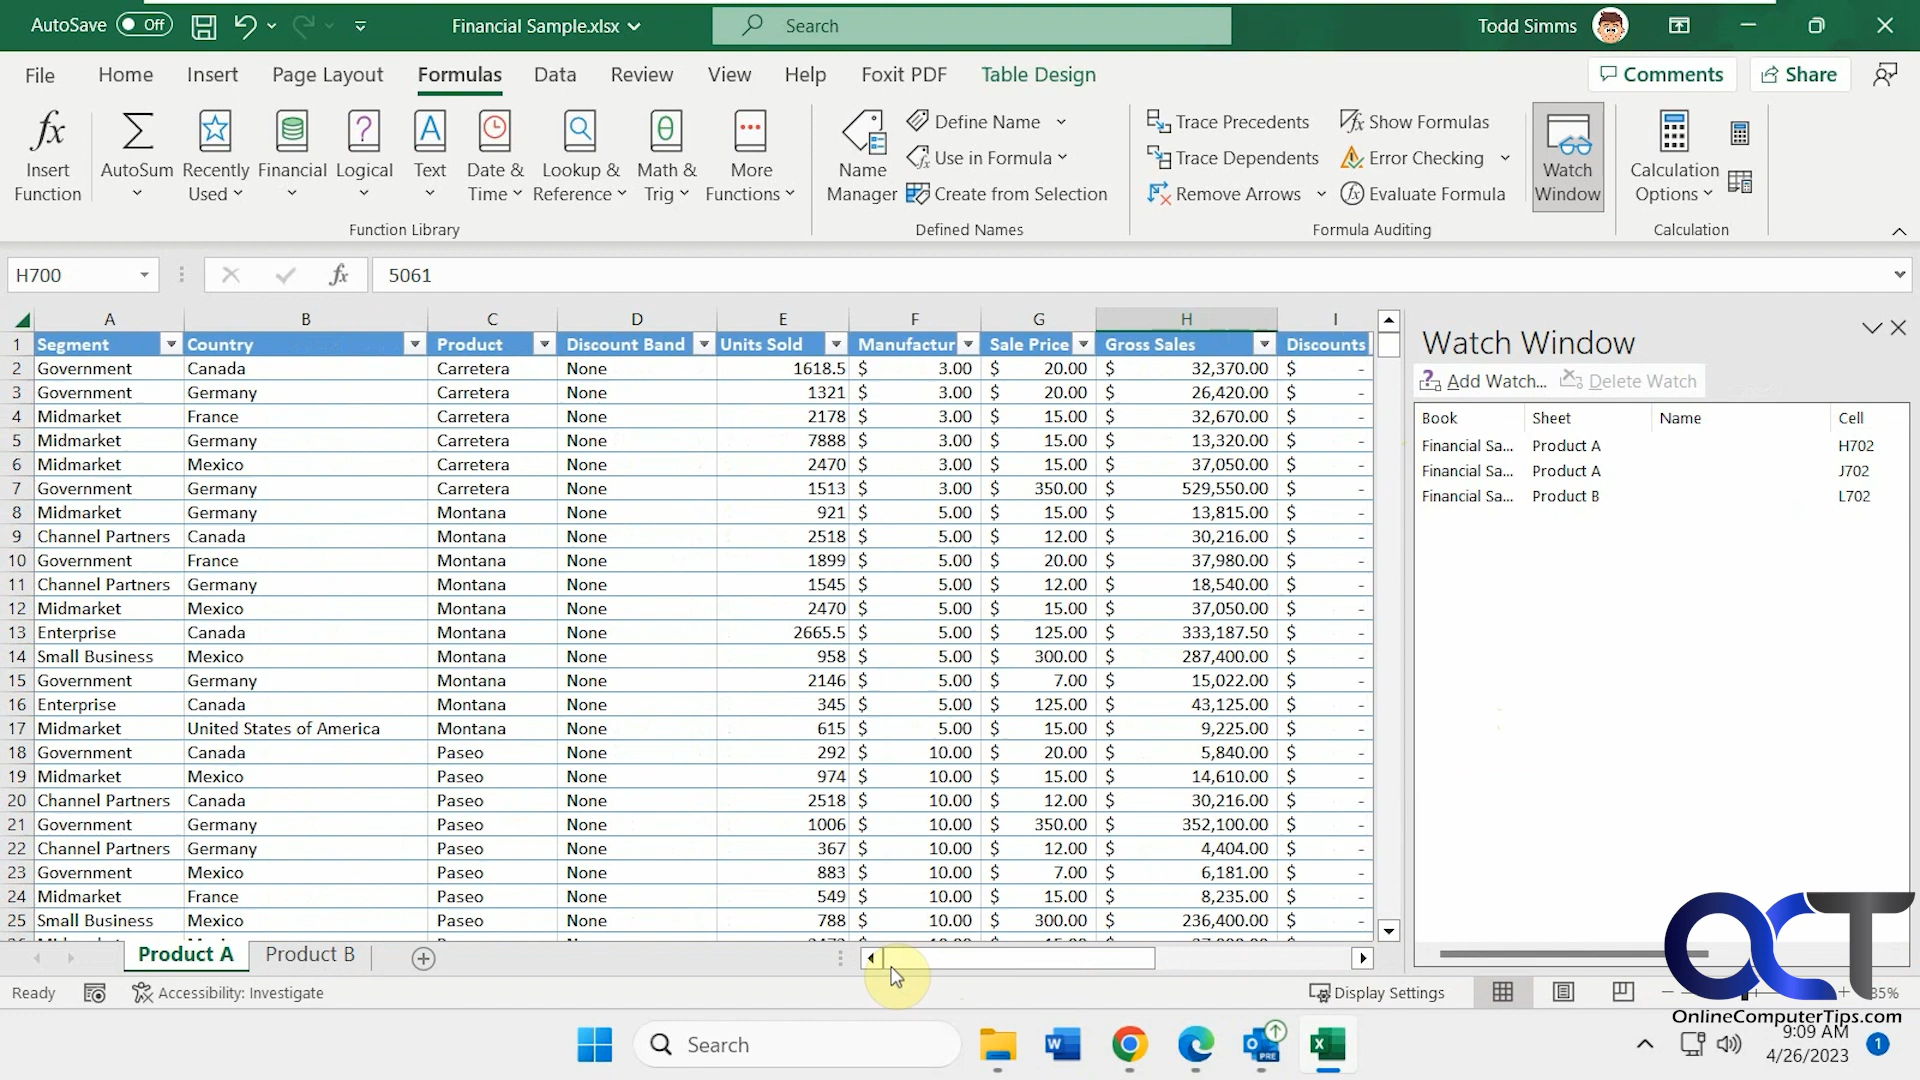 AutoSave Off Financial Sample.xlsx Search Todd Simms
File Home Insert Page Layout Formulas Data Review View Help Foxit PDF Table Design Comments Share
Insert Function AutoSum Recently Used Financial Logical Text Date & Time Lookup & Reference Math & Trig More Functions
Function Library
Name Manager Define Name Use in Formula Create from Selection
Defined Names
Trace Precedents Trace Dependents Remove Arrows Show Formulas Error Checking Evaluate Formula Watch Window
Formula Auditing
Calculation Options
Calculation
H700 fx 5061
A B C D E F G H I
1 Segment Country Product Discount Band Units Sold Manufactur Sale Price Gross Sales Discounts
2 Government Canada Carretera None 1618.5 $ 3.00 $ 20.00 $ 32,370.00 $ -
3 Government Germany Carretera None 1321 $ 3.00 $ 20.00 $ 26,420.00 $ -
4 Midmarket France Carretera None 2178 $ 3.00 $ 15.00 $ 32,670.00 $ -
5 Midmarket Germany Carretera None 7888 $ 3.00 $ 15.00 $ 13,320.00 $ -
6 Midmarket Mexico Carretera None 2470 $ 3.00 $ 15.00 $ 37,050.00 $ -
7 Government Germany Carretera None 1513 $ 3.00 $ 350.00 $ 529,550.00 $ -
8 Midmarket Germany Montana None 921 $ 5.00 $ 15.00 $ 13,815.00 $ -
9 Channel Partners Canada Montana None 2518 $ 5.00 $ 12.00 $ 30,216.00 $ -
10 Government France Montana None 1899 $ 5.00 $ 20.00 $ 37,980.00 $ -
11 Channel Partners Germany Montana None 1545 $ 5.00 $ 12.00 $ 18,540.00 $ -
12 Midmarket Mexico Montana None 2470 $ 5.00 $ 15.00 $ 37,050.00 $ -
13 Enterprise Canada Montana None 2665.5 $ 5.00 $ 125.00 $ 333,187.50 $ -
14 Small Business Mexico Montana None 958 $ 5.00 $ 300.00 $ 287,400.00 $ -
15 Government Germany Montana None 2146 $ 5.00 $ 7.00 $ 15,022.00 $ -
16 Enterprise Canada Montana None 345 $ 5.00 $ 125.00 $ 43,125.00 $ -
17 Midmarket United States of America Montana None 615 $ 5.00 $ 15.00 $ 9,225.00 $ -
18 Government Canada Paseo None 292 $ 10.00 $ 20.00 $ 5,840.00 $ -
19 Midmarket Mexico Paseo None 974 $ 10.00 $ 15.00 $ 14,610.00 $ -
20 Channel Partners Canada Paseo None 2518 $ 10.00 $ 12.00 $ 30,216.00 $ -
21 Government Germany Paseo None 1006 $ 10.00 $ 350.00 $ 352,100.00 $ -
22 Channel Partners Germany Paseo None 367 $ 10.00 $ 12.00 $ 4,404.00 $ -
23 Government Mexico Paseo None 883 $ 10.00 $ 7.00 $ 6,181.00 $ -
24 Midmarket France Paseo None 549 $ 10.00 $ 15.00 $ 8,235.00 $ -
25 Small Business Mexico Paseo None 788 $ 10.00 $ 300.00 $ 236,400.00 $ -
Watch Window
Add Watch... Delete Watch
Book Sheet Name Cell
Financial Sa... Product A H702
Financial Sa... Product A J702
Financial Sa... Product B L702
Product A Product B
Ready Accessibility: Investigate Display Settings 85%
OCT
OnlineComputerTips.com
Search
9:09 AM
4/26/2023 1